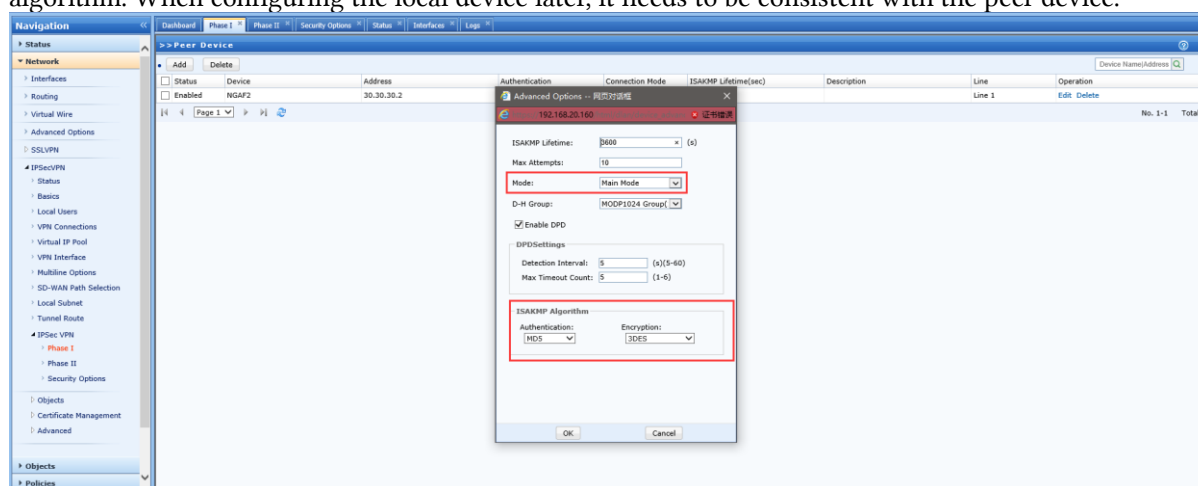 algorithm. When configuring the local device later, it needs to be consistent with the peer device.
Navigation
Dashboard Phase I Phase II Security Options Status Interfaces Logs
Status
>>Peer Device
Network
Add Delete Device Name|Address
Interfaces
Status Device Address Authentication Connection Mode ISAKMP Lifetime(sec) Description Line Operation
Routing
Enabled NGAF2 30.30.30.2 Line 1 Edit Delete
Virtual Wire
Page 1 No. 1-1 Total
Advanced Options
SSLVPN
IPSecVPN
Status
Basics
Local Users
VPN Connections
Virtual IP Pool
VPN Interface
Multiline Options
SD-WAN Path Selection
Local Subnet
Tunnel Route
IPSec VPN
Phase I
Phase II
Security Options
Objects
Certificate Management
Advanced
Objects
Policies
Advanced Options -- 网页对话框
192.168.20.160 证书错误
ISAKMP Lifetime: 3600 (s)
Max Attempts: 10
Mode: Main Mode
D-H Group: MODP1024 Group(
Enable DPD
DPDSettings
Detection Interval: 5 (s)(5-60)
Max Timeout Count: 5 (1-6)
ISAKMP Algorithm
Authentication: Encryption:
MD5 3DES
OK Cancel